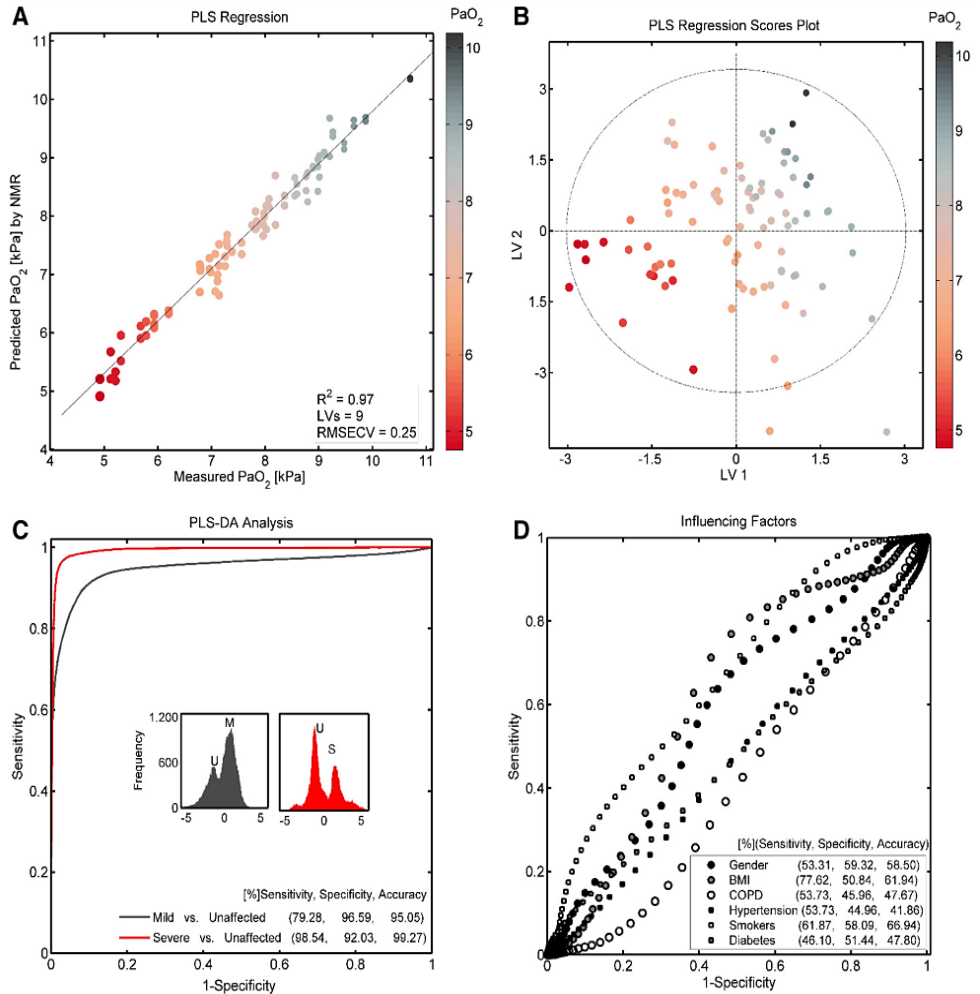 A
PLS Regression
PaO2
11
10
9
8
7
6
5
4
4 5 6 7 8 9 10 11
Predicted PaO2 [kPa] by NMR
Measured PaO2 [kPa]
R2 = 0.97
LVs = 9
RMSECV = 0.25
10
9
8
7
6
5
B
PLS Regression Scores Plot
PaO2
3
1.5
0
1.5
-3
-3 -1.5 0 1.5 3
LV 2
LV 1
10
9
8
7
6
5
C
PLS-DA Analysis
1
0.8
0.6
0.4
0.2
0
0 0.2 0.4 0.6 0.8 1
Sensitivity
1-Specificity
Frequency
1.200
600
0
U
M
-5 0 5
U
S
-5 0 5
[%]Sensitivity, Specificity, Accuracy
Mild vs. Unaffected (79.28, 96.59, 95.05)
Severe vs. Unaffected (98.54, 92.03, 99.27)
D
Influencing Factors
1
0.8
0.6
0.4
0.2
0
0 0.2 0.4 0.6 0.8 1
Sensitivity
1-Specificity
[%](Sensitivity, Specificity, Accuracy)
Gender (53.31, 59.32, 58.50)
BMI (77.62, 50.84, 61.94)
COPD (53.73, 45.96, 47.67)
Hypertension (53.73, 44.96, 41.86)
Smokers (61.87, 58.09, 66.94)
Diabetes (46.10, 51.44, 47.80)